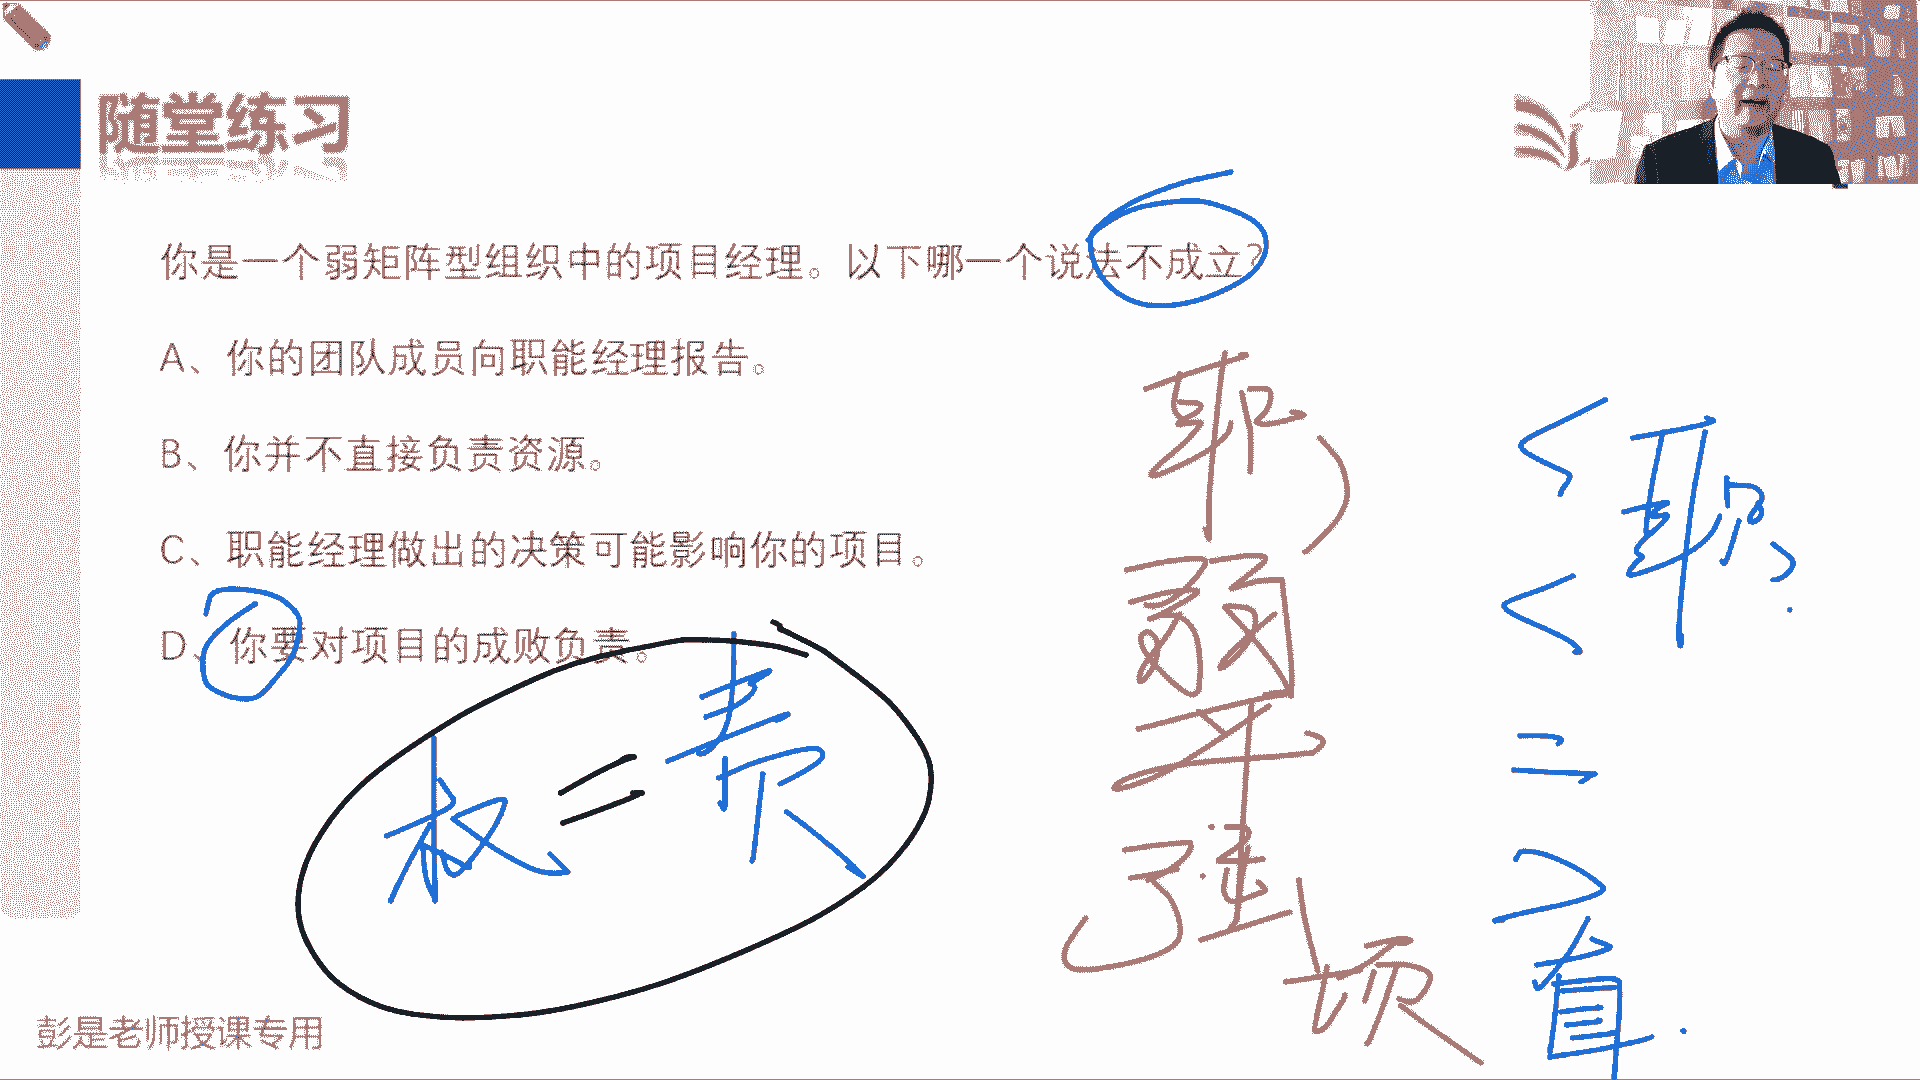 随堂练习
你是一个弱矩阵型组织中的项目经理。以下哪一个说法不成立？
A、你的团队成员向职能经理报告。
B、你并不直接负责资源。
C、职能经理做出的决策可能影响你的项目。
D、你要对项目的成败负责。
权 = 责
职
弱
平
强
项
< 职
<
=
>
彭是老师授课专用